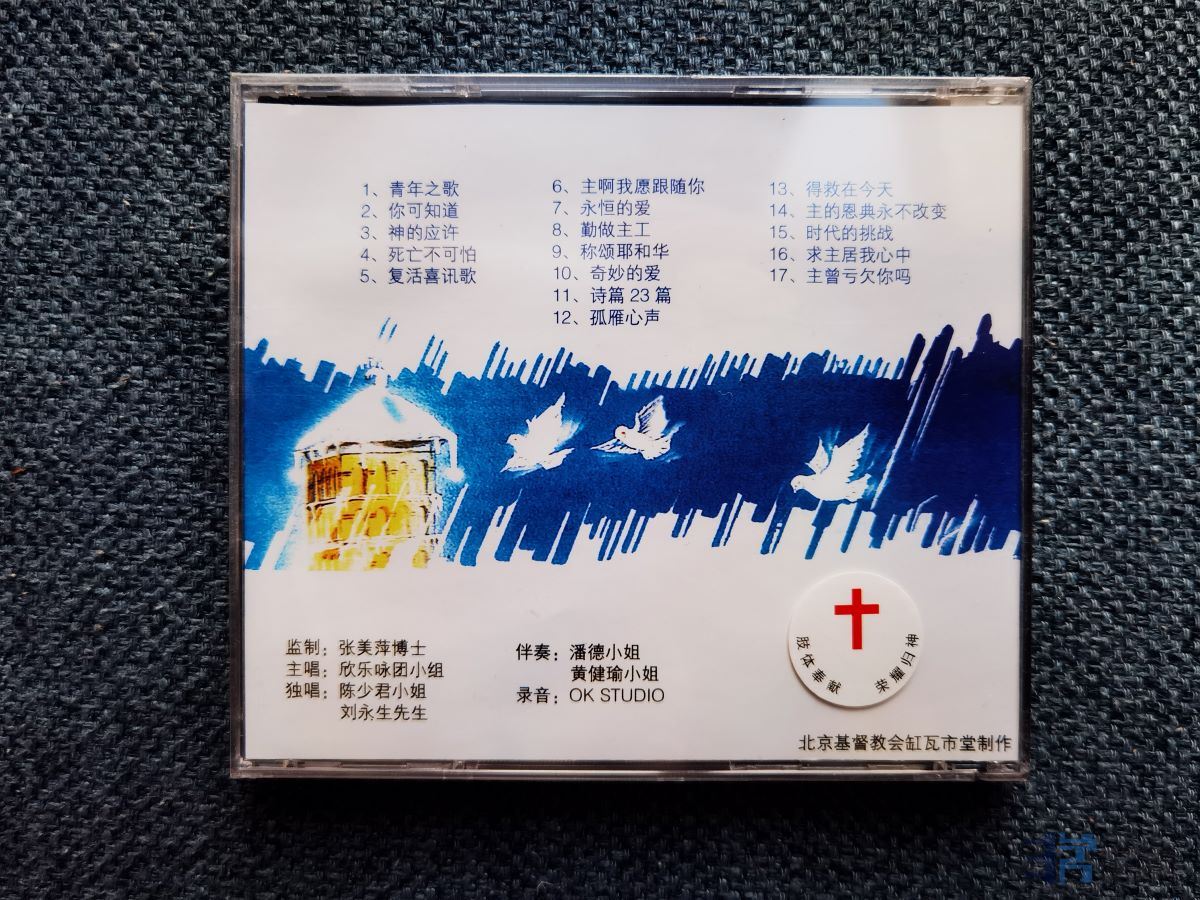 1、青年之歌
2、你可知道
3、神的应许
4、死亡不可怕
5、复活喜讯歌
6、主啊我愿跟随你
7、永恒的爱
8、勤做主工
9、称颂耶和华
10、奇妙的爱
11、诗篇 23 篇
12、孤雁心声
13、得救在今天
14、主的恩典永不改变
15、时代的挑战
16、求主居我心中
17、主曾亏欠你吗
监制：张美萍博士
主唱：欣乐咏团小组
独唱：陈少君小姐
刘永生先生
伴奏：潘德小姐
黄健瑜小姐
录音：OK STUDIO
肢体奉献 荣耀归神
北京基督教会缸瓦市堂制作